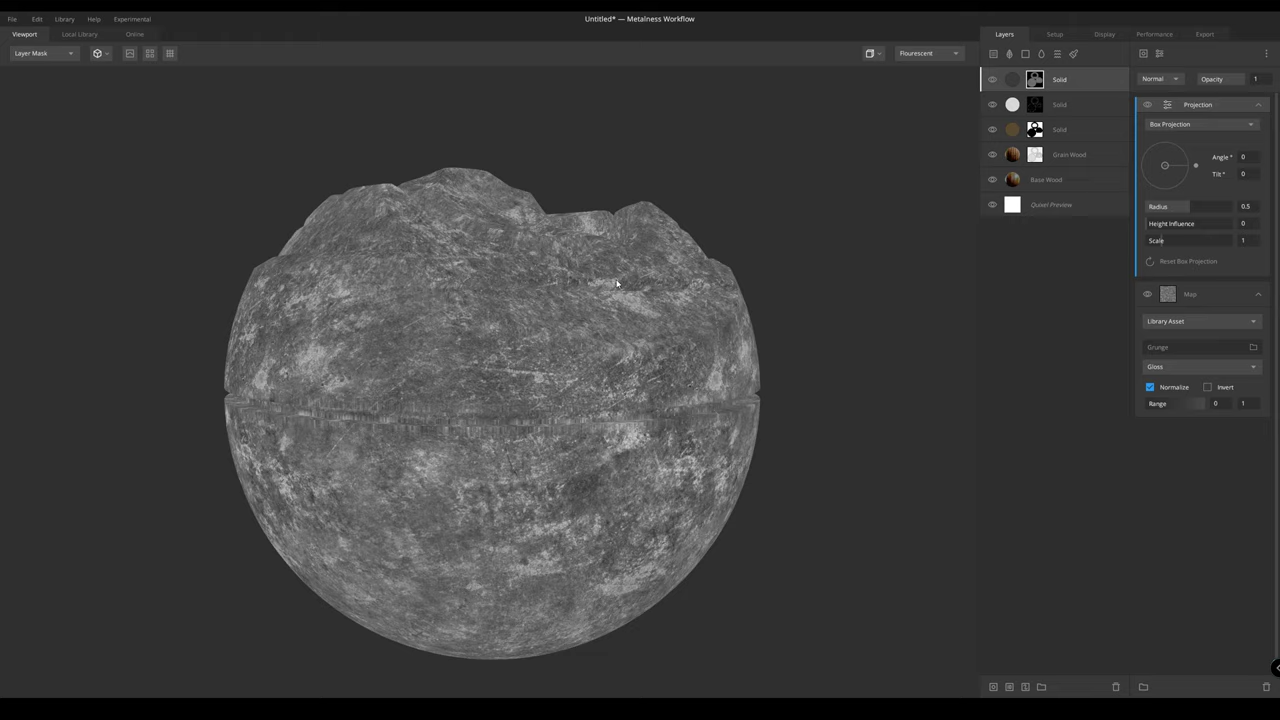 Untitled* — Metalness Workflow
File Edit Library Help Experimental
Viewport Local Library Online
Layers Setup Display Performance Export
Layer Mask
Flourescent
Solid
Solid
Solid
Grain Wood
Base Wood
Quixel Preview
Normal Opacity 1
Projection
Box Projection
Angle ° 0
Tilt ° 0
Radius 0.5
Height Influence 0
Scale 1
Reset Box Projection
Map
Library Asset
Grunge
Gloss
Normalize Invert
Range 0 1